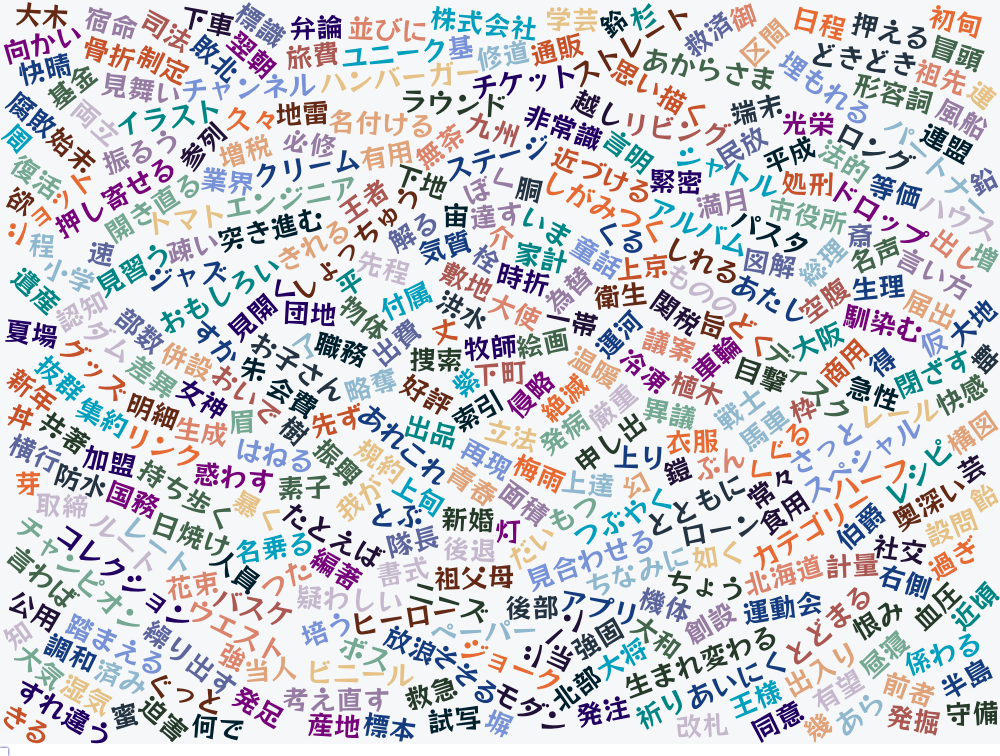 大木
宿命
司法
下車
標識
弁論
並びに
株式会社
学芸
鈴
杉
救済
御
区間
日程
押える
初旬
冒頭
向かい
骨折
制定
敗北
翌朝
旅費
ユニーク
基
修道
通販
ストレート
あからさま
どきどき
祖先
連
快晴
基金
見舞い
チャンネル
ハンバーガー
チケット
思い描く
埋もれる
形容詞
風船
腐敗
始末
イラスト
久々
地雷
名付ける
ラウンド
越し
リビング
端末
光栄
パートナー
連盟
周
振るう
参列
増税
必修
有用
無茶
九州
非常識
言明
シャトル
民放
平成
法的
ロング
鉛
復活
ヨット
押し寄せる
業界
クリーム
ステージ
近づける
緊密
処刑
ドロップ
等価
ハウス
欲
開き直る
トマト
エンジニア
王者
下地
ぼく
胴
しがみつく
アルバム
満月
市役所
斎
出し
増
程
速
見習う
疎い
突き進む
きれる
しょっちゅう
解る
宙
達す
いま
くる
パスタ
名声
言い方
小学
ジャズ
おもしろい
平
気質
栓
介
家計
童話
上京
しれる
図解
総理
遺産
認知
部数
すか
見開く
団地
先程
付属
敷地
時折
為替
衛生
ものの
あたし
空腹
生理
届出
大地
夏場
ダム
差異
併設
お子さん
職務
物体
出費
洪水
大使
一帯
運河
関税
旨
どく
大阪
馴染む
仮
グッズ
朱
会費
略奪
捜索
丈
牧師
絵画
議案
車輪
ディスク
商用
得
閉ざす
鸞
新年
抜群
女神
おいで
好評
紫
下町
侵略
温暖
冷凍
植木
目撃
急性
快感
丼
集約
明細
生成
眉
樹
先ず
あれこれ
出品
索引
絶滅
厳重
異議
戦士
枠
レール
共著
リンク
はねる
振興
規約
立法
発病
申し出
衣服
馬車
さっと
スペシャル
構図
横行
加盟
惑わす
素子
我が
上旬
再現
梅雨
上達
上り
鎧
ぶん
くぐる
ハーフ
レシピ
芸
芽
防水
国務
持ち歩く
暴く
とぶ
青春
面積
もつ
つぶやく
とともに
常々
奥深い
飴
取締
ルート
レート
日焼け
たとえば
隊長
新婚
灯
だい
見合わせる
ローン
食用
カテゴリー
伯爵
設問
チャンピオン
コレクション
人員
名乗る
編著
書式
後退
ちなみに
如く
社交
過ぎ
言わば
花束
バスケ
つた
疑わしい
祖父母
ミニ
ヒーローズ
後部
アプリ
機体
ちょう
北海道
計量
右側
公用
踏まえる
繰り出す
ウエスト
培う
ペーパー
ノン
強固
大和
創設
運動会
とどまる
恨み
血圧
近頃
知
大気
調和
済み
強
当人
ボス
放浪
そそる
ジョーク
シ
当
大将
生まれ変わる
昼寝
係わる
すれ違う
湿気
ぐっと
ビニール
救急
モダン
北部
祈り
あいにく
王様
出入り
有望
前者
半島
きる
蜜
迫害
何で
発足
考え直す
産地
標本
試写
塀
発注
改札
同意
幾
あら
発掘
守備